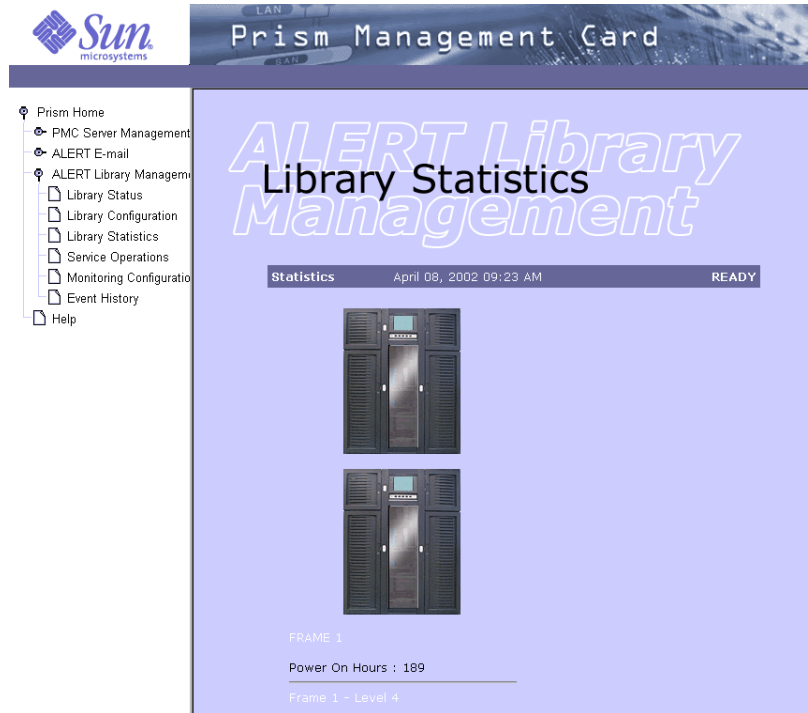 LAN
Sun
microsystems
Prism Management Card
SAN
Prism Home
PMC Server Management
ALERT E-mail
ALERT Library Managem
Library Status
Library Configuration
Library Statistics
Service Operations
Monitoring Configuratio
Event History
Help
ALERT Library
Management
Library Statistics
Statistics April 08, 2002 09:23 AM READY
FRAME 1
Power On Hours : 189
Frame 1 - Level 4